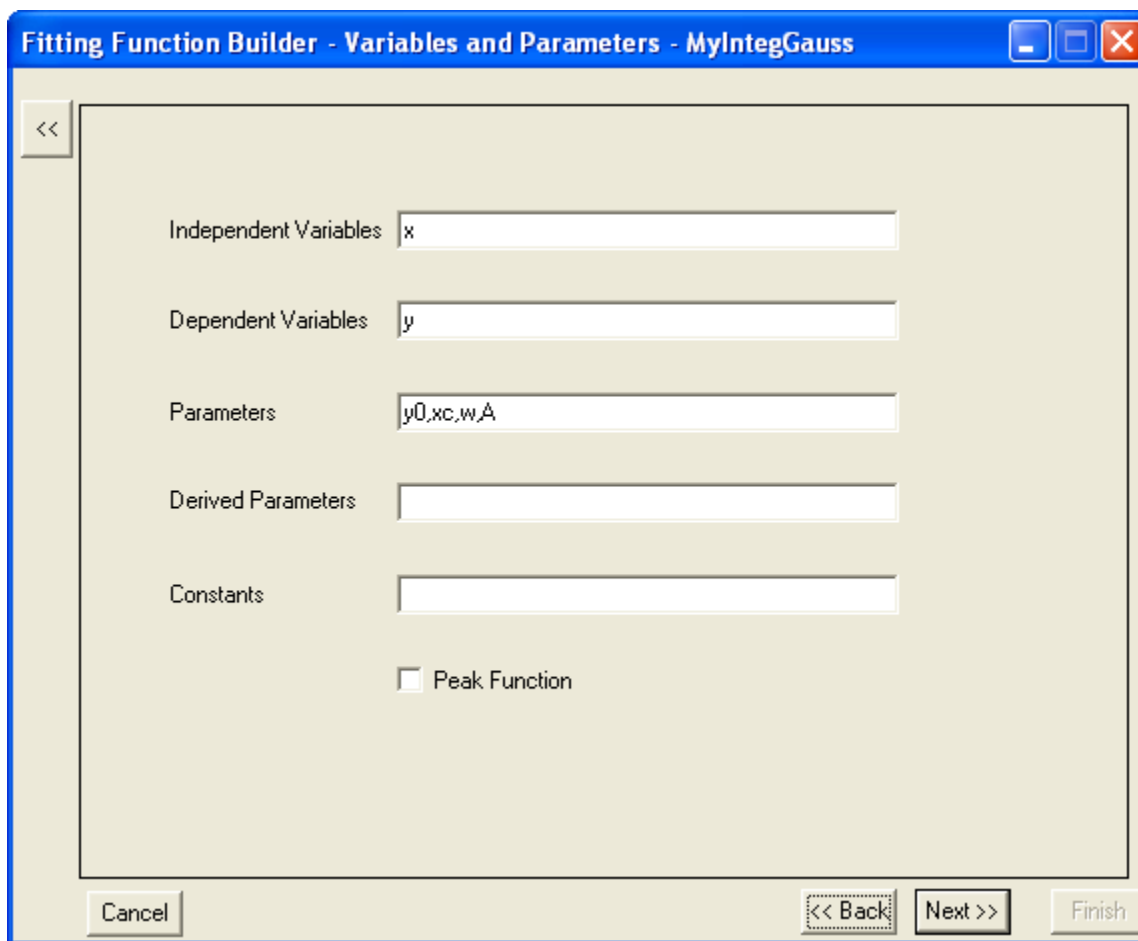 Fitting Function Builder - Variables and Parameters - MyIntegGauss
<<
Independent Variables x
Dependent Variables y
Parameters y0,xc,w,A
Derived Parameters
Constants
Peak Function
Cancel << Back Next >> Finish